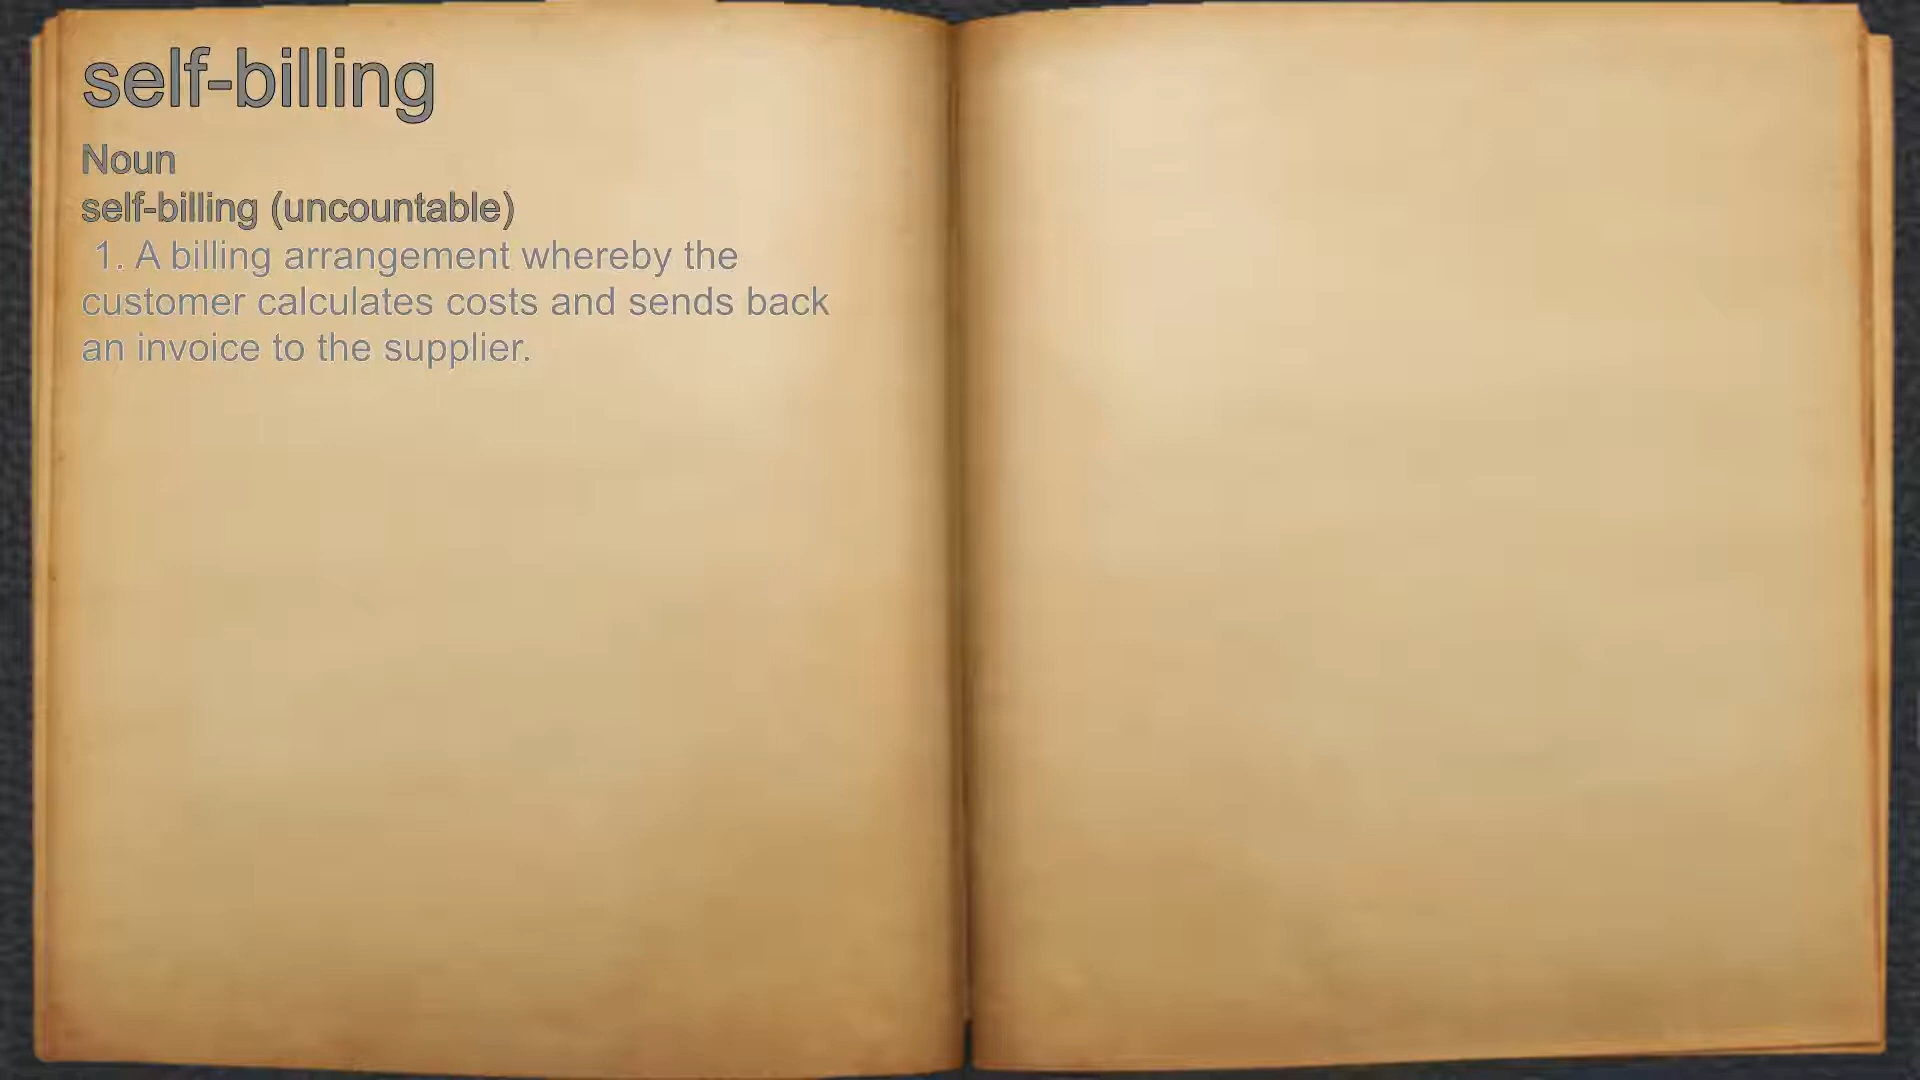 self-billing
Noun
self-billing (uncountable)
1. A billing arrangement whereby the
customer calculates costs and sends back
an invoice to the supplier.